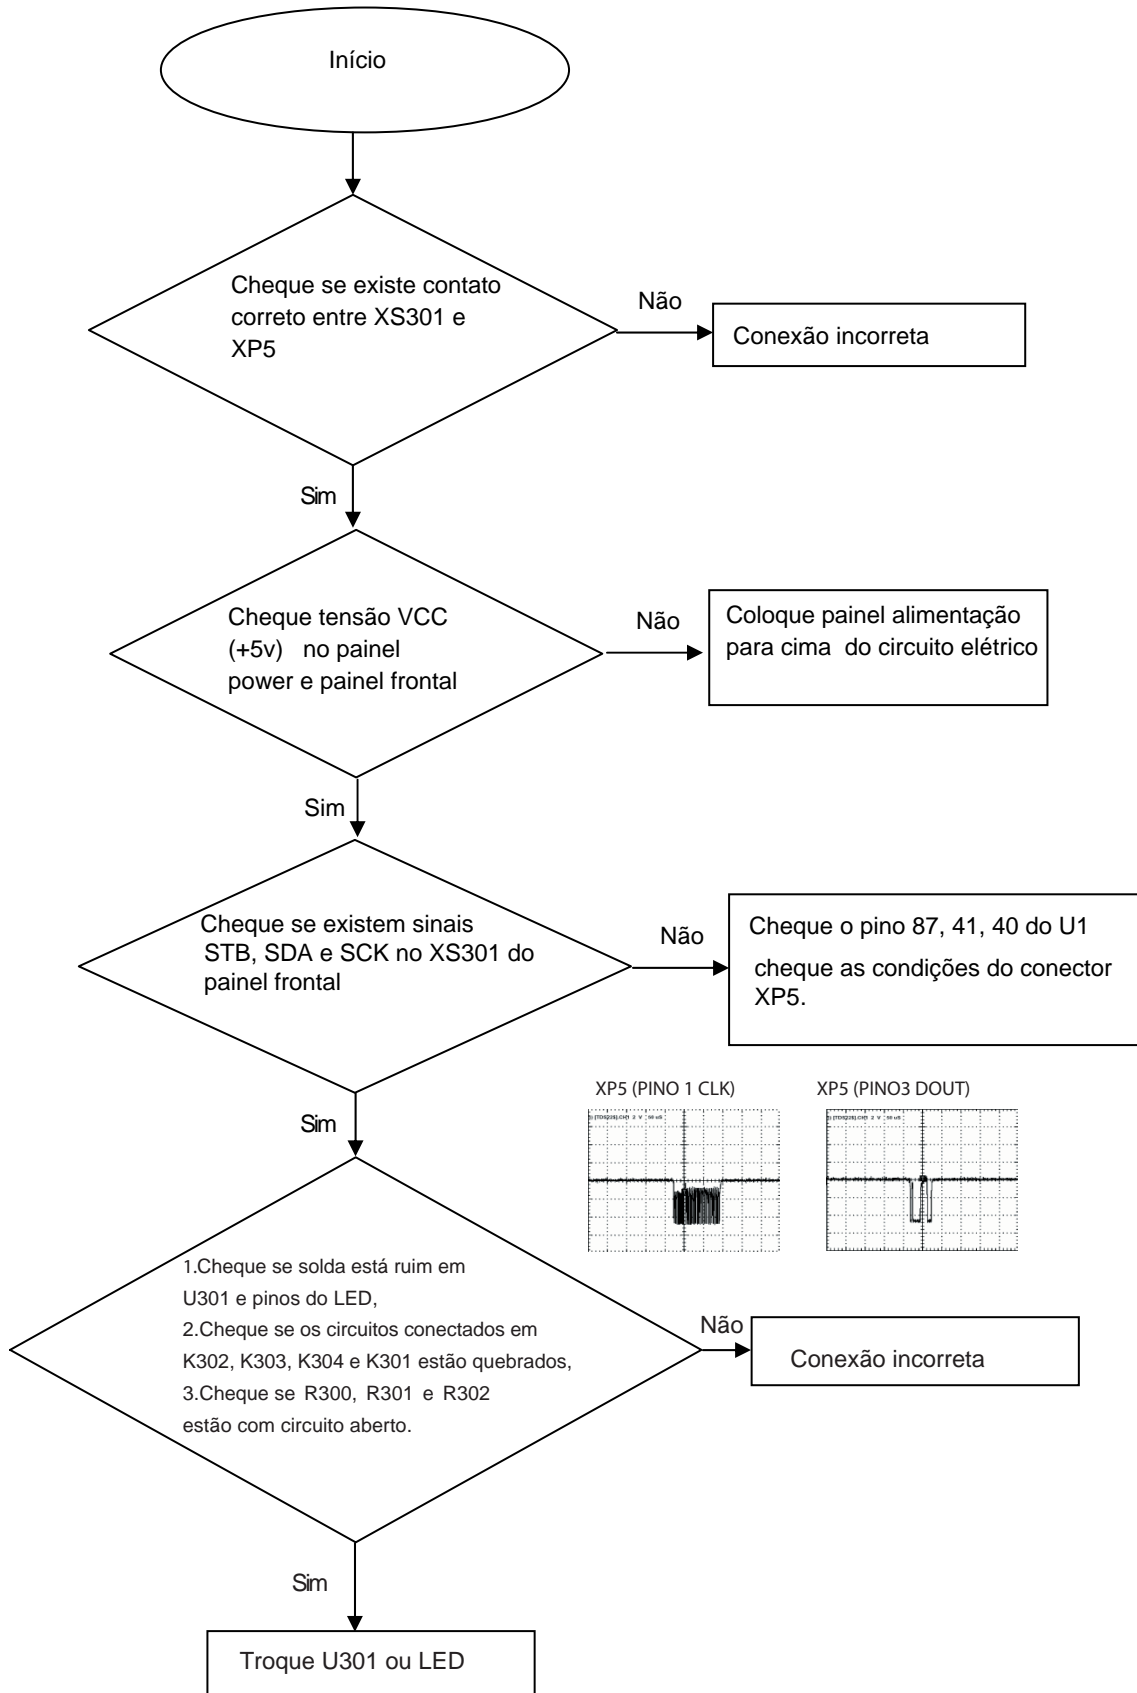 Início
Cheque se existe contato
correto entre XS301 e
XP5
Não
Conexão incorreta
Sim
Cheque tensão VCC
(+5v) no painel
power e painel frontal
Não
Coloque painel alimentação
para cima do circuito elétrico
Sim
Cheque se existem sinais
STB, SDA e SCK no XS301 do
painel frontal
Não
Cheque o pino 87, 41, 40 do U1
cheque as condições do conector
XP5.
XP5 (PINO 1 CLK)
XP5 (PINO3 DOUT)
Sim
1.Cheque se solda está ruim em
U301 e pinos do LED,
2.Cheque se os circuitos conectados em
K302, K303, K304 e K301 estão quebrados,
3.Cheque se R300, R301 e R302
estão com circuito aberto.
Não
Conexão incorreta
Sim
Troque U301 ou LED